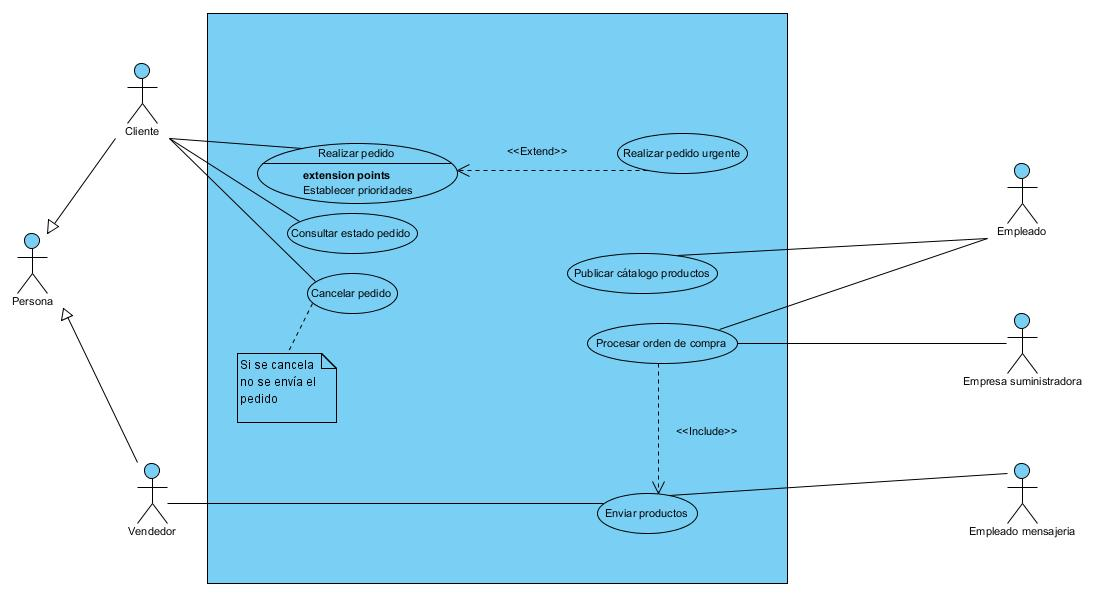 Cliente
Realizar pedido
extension points
Establecer prioridades
<<Extend>>
Realizar pedido urgente
Consultar estado pedido
Empleado
Persona
Publicar cátalogo productos
Cancelar pedido
Procesar orden de compra
Si se cancela
no se envía el
pedido
Empresa suministradora
<<Include>>
Vendedor
Enviar productos
Empleado mensajeria